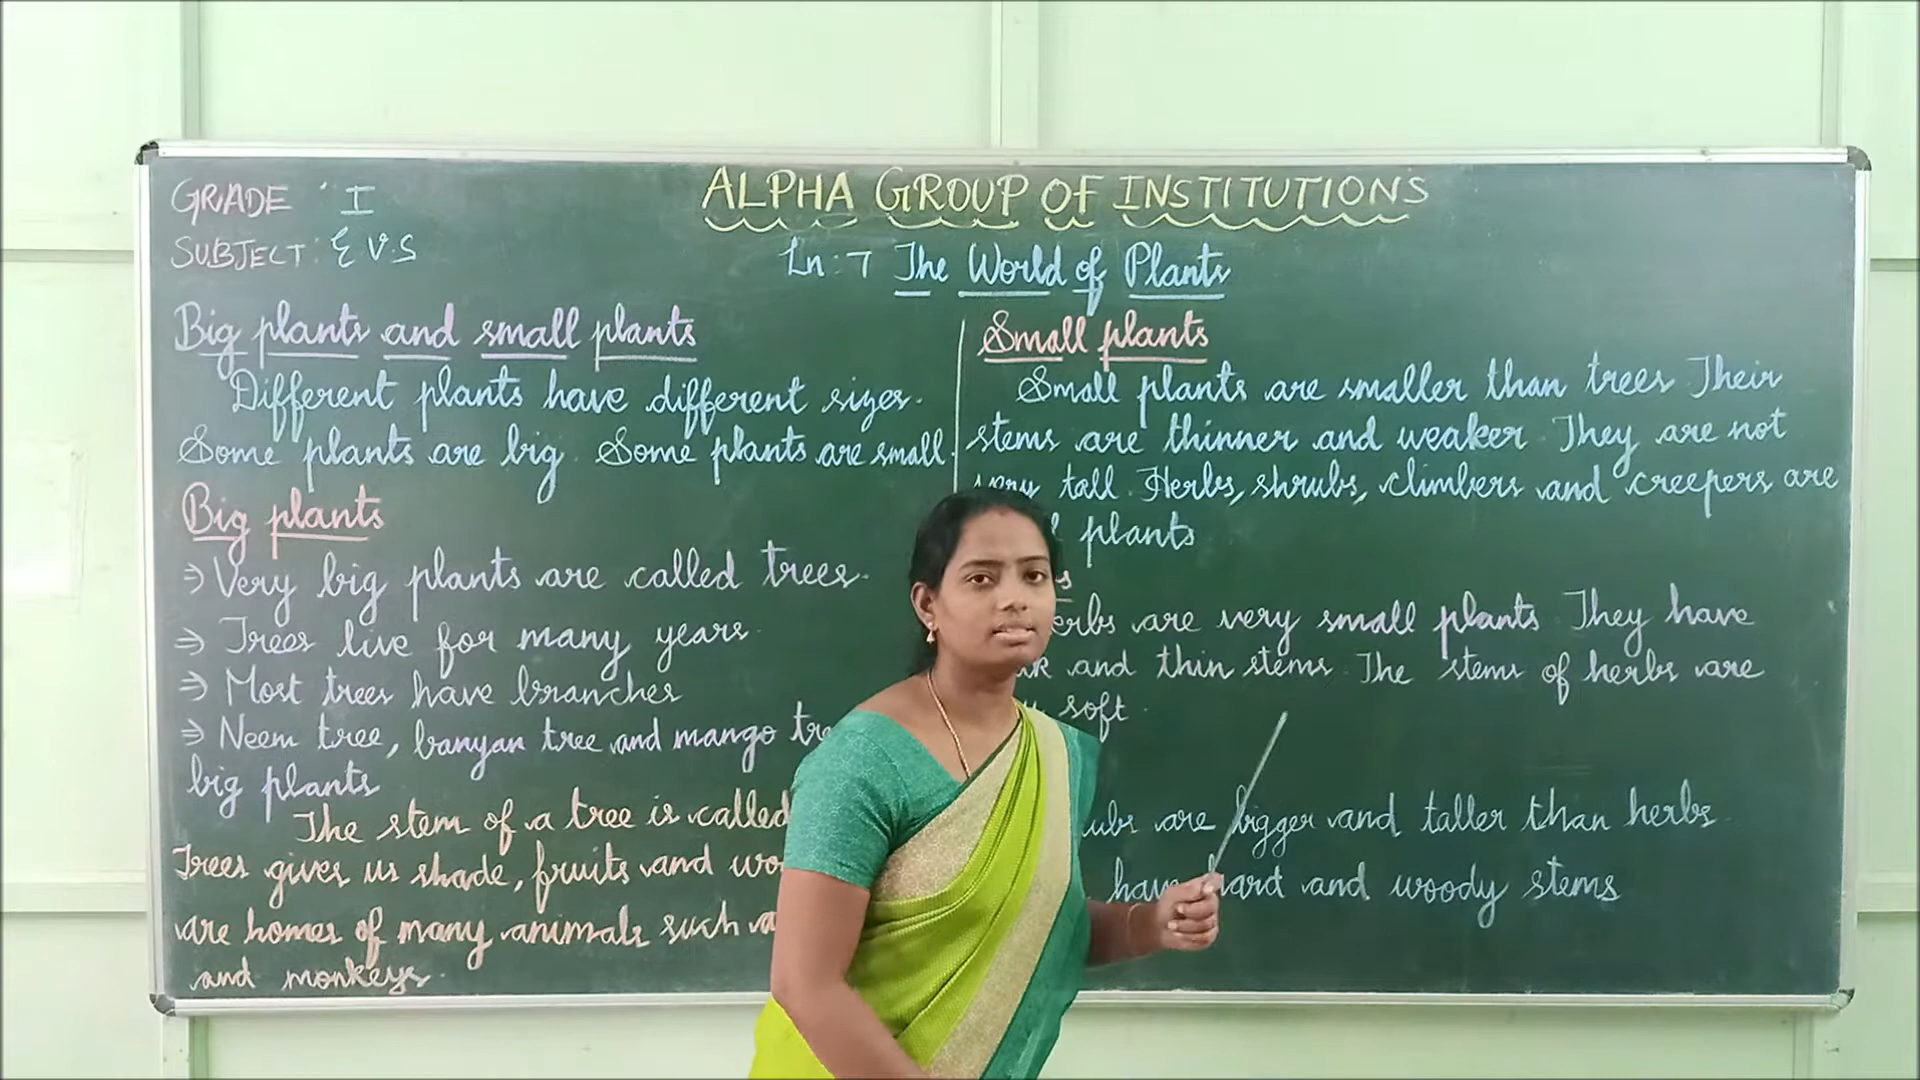 GRADE : I
SUBJECT : EVS
ALPHA GROUP OF INSTITUTIONS
Ln : 7 The World of Plants
Big plants and small plants
Different plants have different sizes.
Some plants are big. Some plants are small.
Big plants
⇒ Very big plants are called trees.
⇒ Trees live for many years.
⇒ Most trees have branches
⇒ Neem tree, banyan tree and mango
big plants
The stem of a tree is called
Trees gives us shade, fruits and
are homes of many animals such
and monkeys.
Small plants
Small plants are smaller than trees. Their
stems are thinner and weaker. They are not
very tall. Herbs, shrubs, climbers and creepers are
plants
are very small plants. They have
and thin stems. The stems of herbs are
soft.
are bigger and taller than herbs.
have hard and woody stems